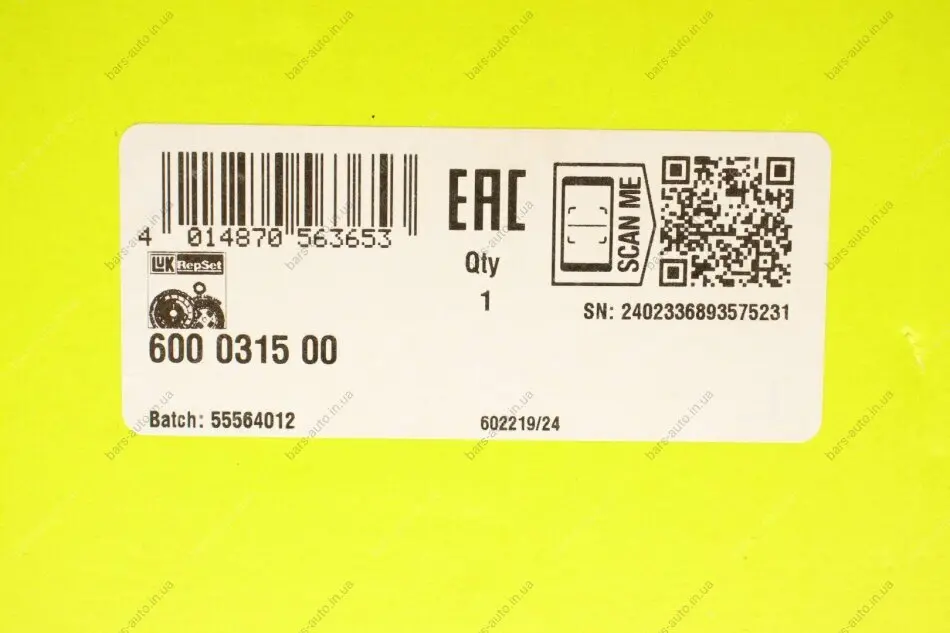 4 014870 563653
LUK RepSet
600 0315 00
Batch: 55564012
EAC
Qty
1
SCAN ME
SN: 2402336893575231
602219/24
bars-auto.in.ua